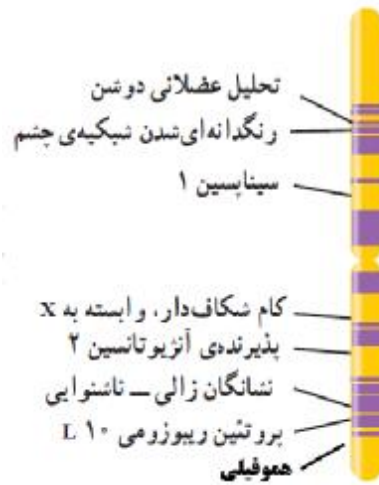 تحلیل عضلانی دوشن
رنگدانه‌ای‌شدن شبکیه‌ی چشم
سیناپسین ۱
کام شکاف‌دار، وابسته به X
پذیرنده‌ی آنژیوتانسین ۲
نشانگان زالی ــ ناشنوایی
پروتئین ریبوزومی L ۱۰
هموفیلی